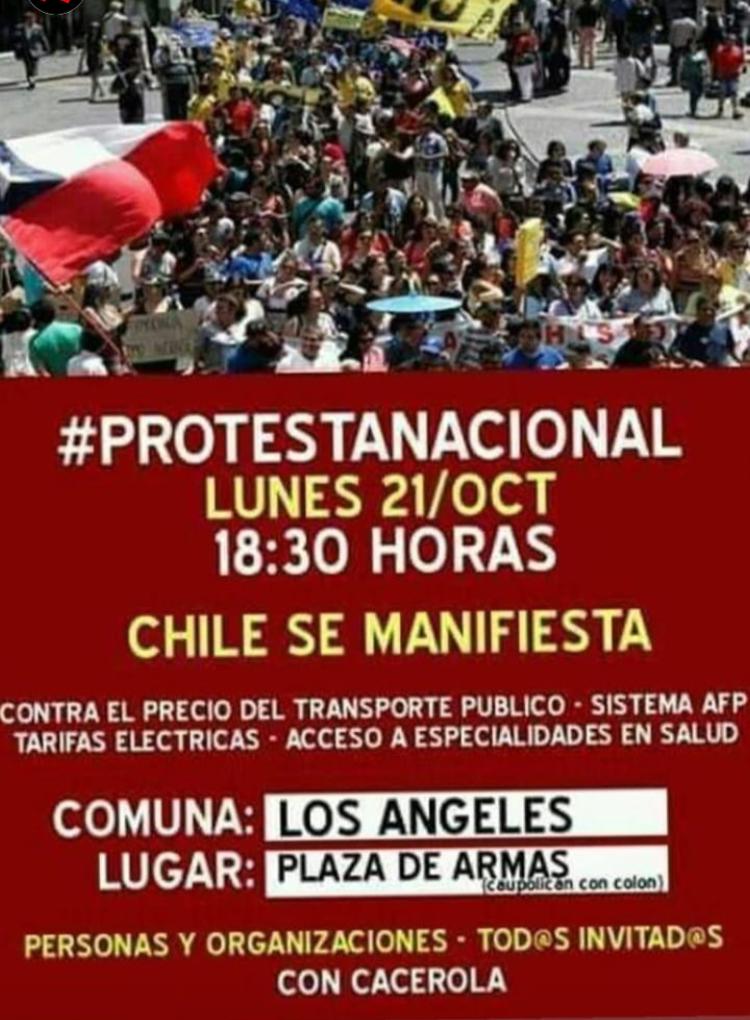 #PROTESTANACIONAL
LUNES 21/OCT
18:30 HORAS
CHILE SE MANIFIESTA
CONTRA EL PRECIO DEL TRANSPORTE PUBLICO - SISTEMA AFP
TARIFAS ELECTRICAS - ACCESO A ESPECIALIDADES EN SALUD
COMUNA: LOS ANGELES
LUGAR: PLAZA DE ARMAS
(caupolican con colon)
PERSONAS Y ORGANIZACIONES - TOD@S INVITAD@S
CON CACEROLA